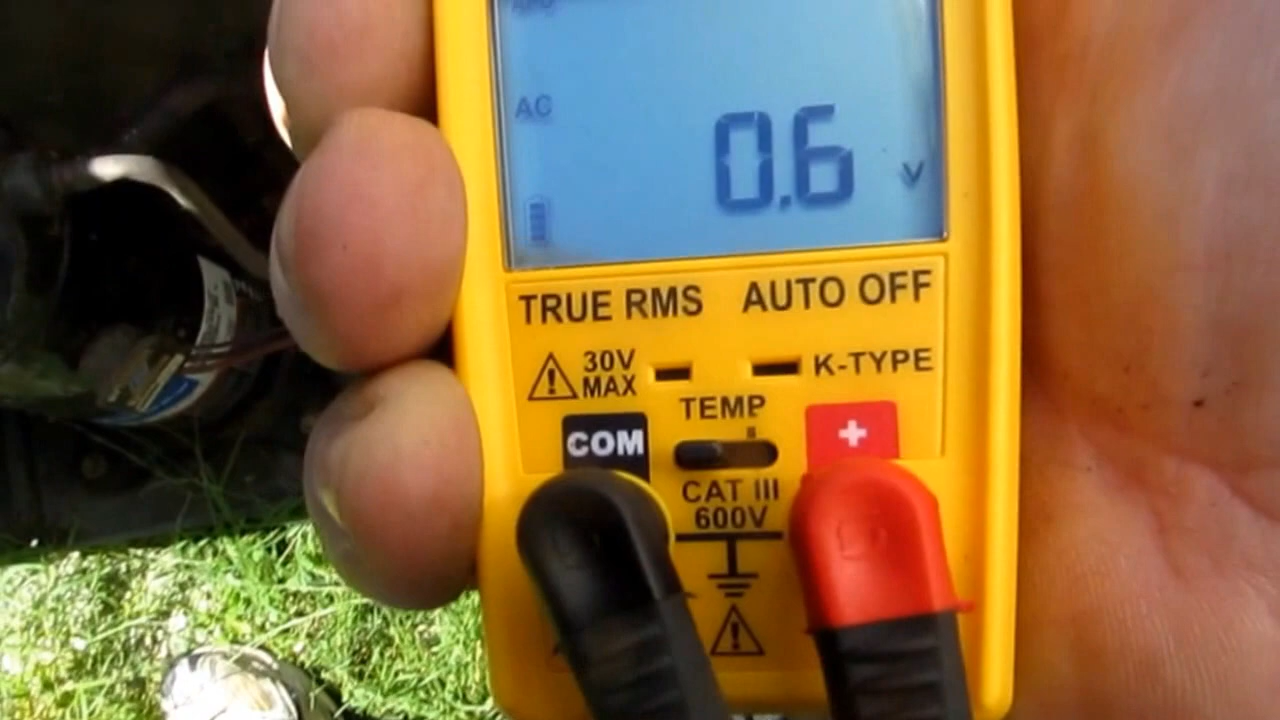 AC
0.6 V
TRUE RMS AUTO OFF
30V MAX
K-TYPE
TEMP
COM
+
CAT III
600V